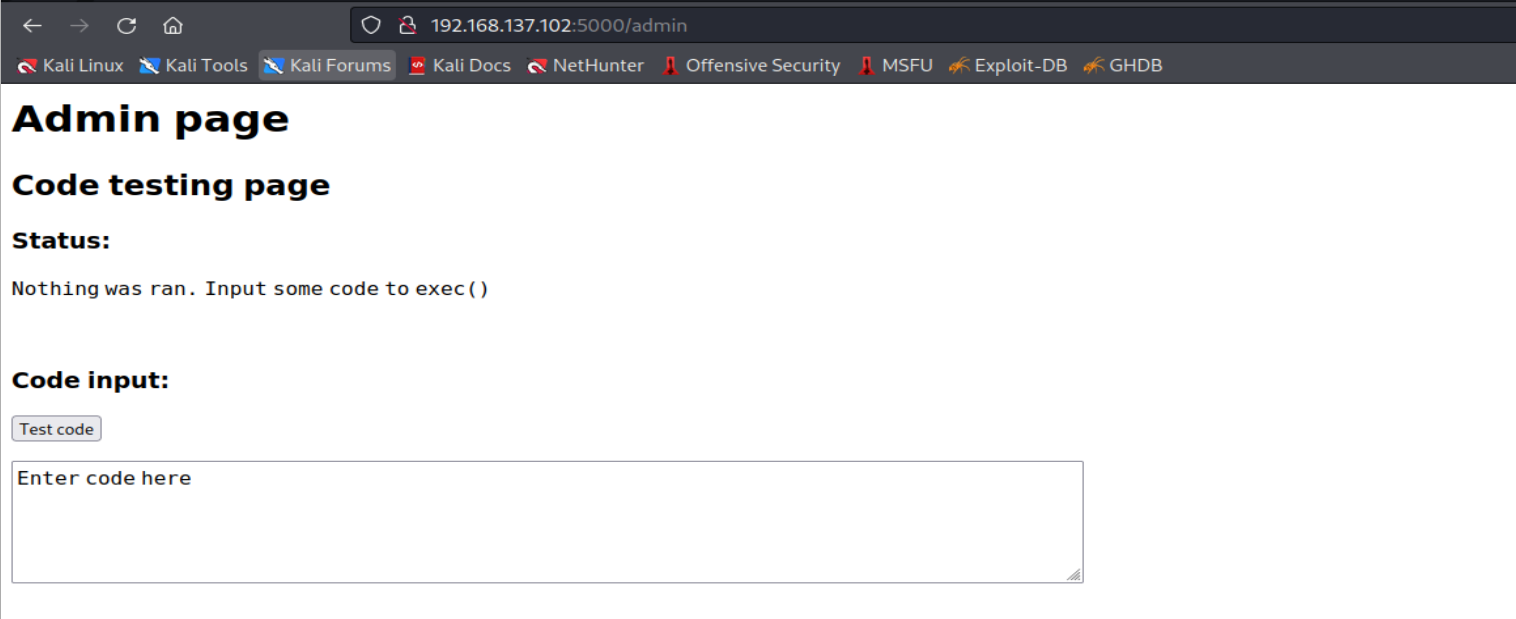 192.168.137.102:5000/admin
Kali Linux Kali Tools Kali Forums Kali Docs NetHunter Offensive Security MSFU Exploit-DB GHDB
Admin page
Code testing page
Status:
Nothing was ran. Input some code to exec()
Code input:
Test code
Enter code here